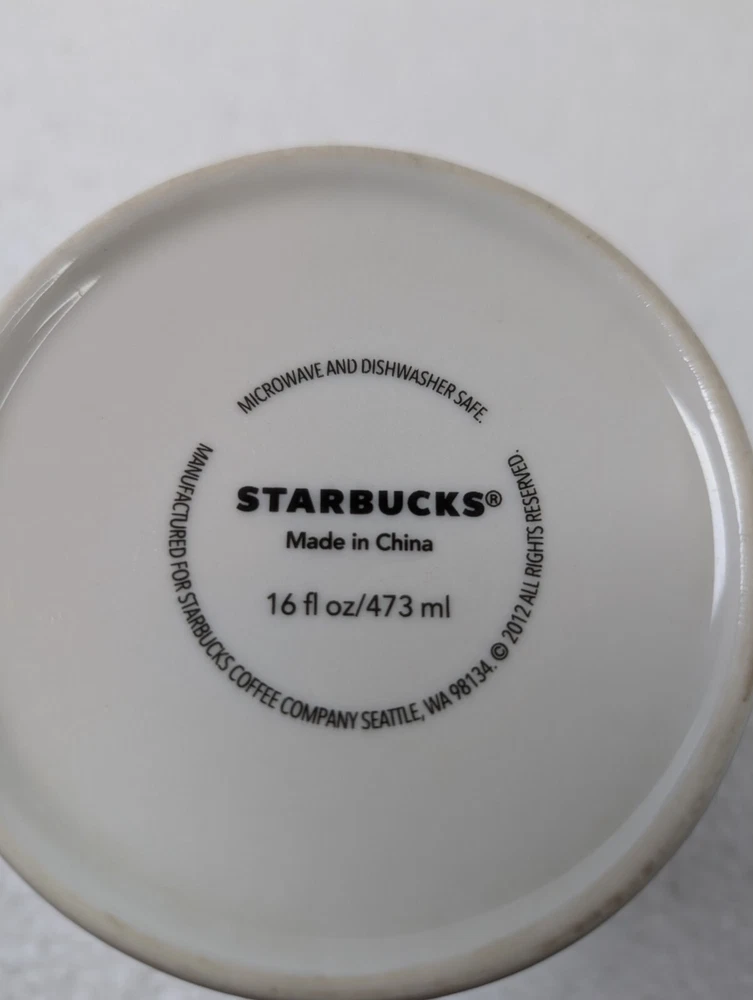 MICROWAVE AND DISHWASHER SAFE.
STARBUCKS®
Made in China
16 fl oz/473 ml
MANUFACTURED FOR STARBUCKS COFFEE COMPANY SEATTLE, WA 98134. © 2012 ALL RIGHTS RESERVED.